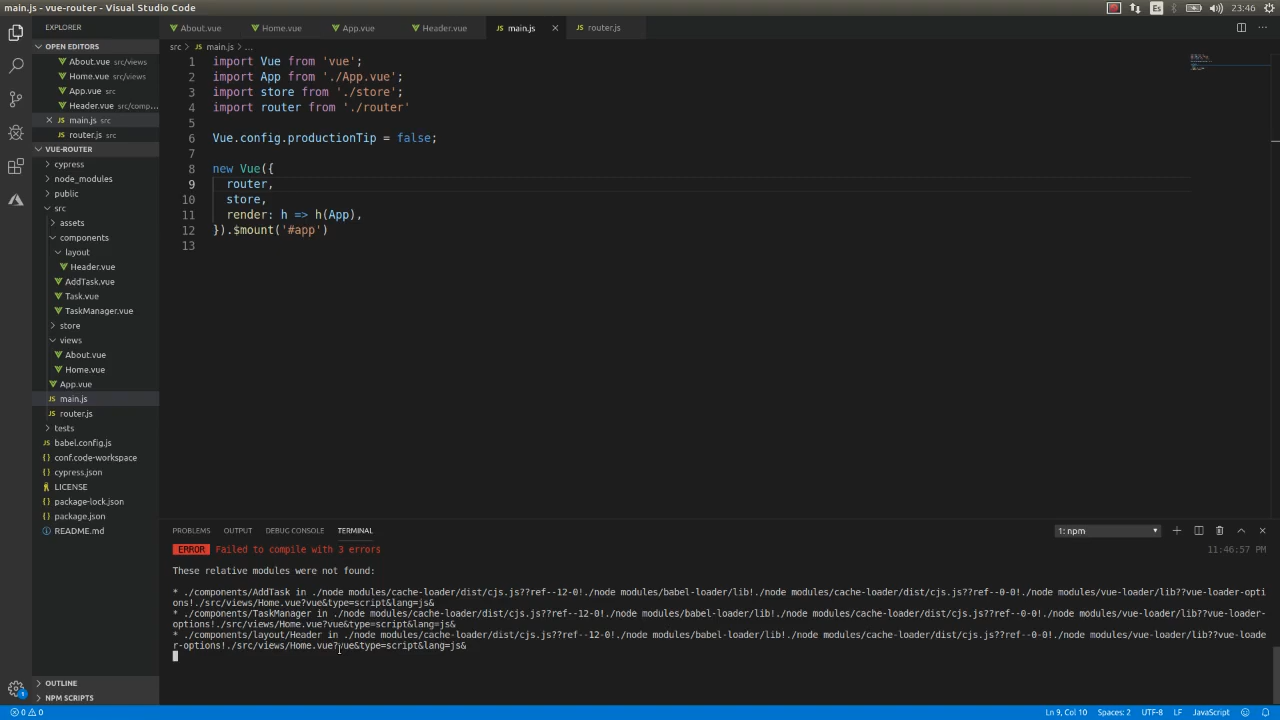 main.js - vue-router - Visual Studio Code
Es
23:46
EXPLORER
OPEN EDITORS
About.vue src/views
Home.vue src/views
App.vue src
Header.vue src/comp...
main.js src
router.js src
VUE-ROUTER
cypress
node_modules
public
src
assets
components
layout
Header.vue
AddTask.vue
Task.vue
TaskManager.vue
store
views
About.vue
Home.vue
App.vue
main.js
router.js
tests
babel.config.js
conf.code-workspace
cypress.json
LICENSE
package-lock.json
package.json
README.md
OUTLINE
NPM SCRIPTS
About.vue
Home.vue
App.vue
Header.vue
main.js
router.js
src > JS main.js > ...
1 import Vue from 'vue';
2 import App from './App.vue';
3 import store from './store';
4 import router from './router'
5
6 Vue.config.productionTip = false;
7
8 new Vue({
9 router,
10 store,
11 render: h => h(App),
12 }).$mount('#app')
13
PROBLEMS OUTPUT DEBUG CONSOLE TERMINAL
1: npm
ERROR Failed to compile with 3 errors 11:46:57 PM
These relative modules were not found:
* ./components/AddTask in ./node_modules/cache-loader/dist/cjs.js??ref--12-0!./node_modules/babel-loader/lib!./node_modules/cache-loader/dist/cjs.js??ref--0-0!./node_modules/vue-loader/lib??vue-loader-opti
ons!./src/views/Home.vue?vue&type=script&lang=js&
* ./components/TaskManager in ./node_modules/cache-loader/dist/cjs.js??ref--12-0!./node_modules/babel-loader/lib!./node_modules/cache-loader/dist/cjs.js??ref--0-0!./node_modules/vue-loader/lib??vue-loader-
options!./src/views/Home.vue?vue&type=script&lang=js&
* ./components/layout/Header in ./node_modules/cache-loader/dist/cjs.js??ref--12-0!./node_modules/babel-loader/lib!./node_modules/cache-loader/dist/cjs.js??ref--0-0!./node_modules/vue-loader/lib??vue-loade
r-options!./src/views/Home.vue?vue&type=script&lang=js&
1
0 0
Ln 9, Col 10 Spaces: 2 UTF-8 LF JavaScript